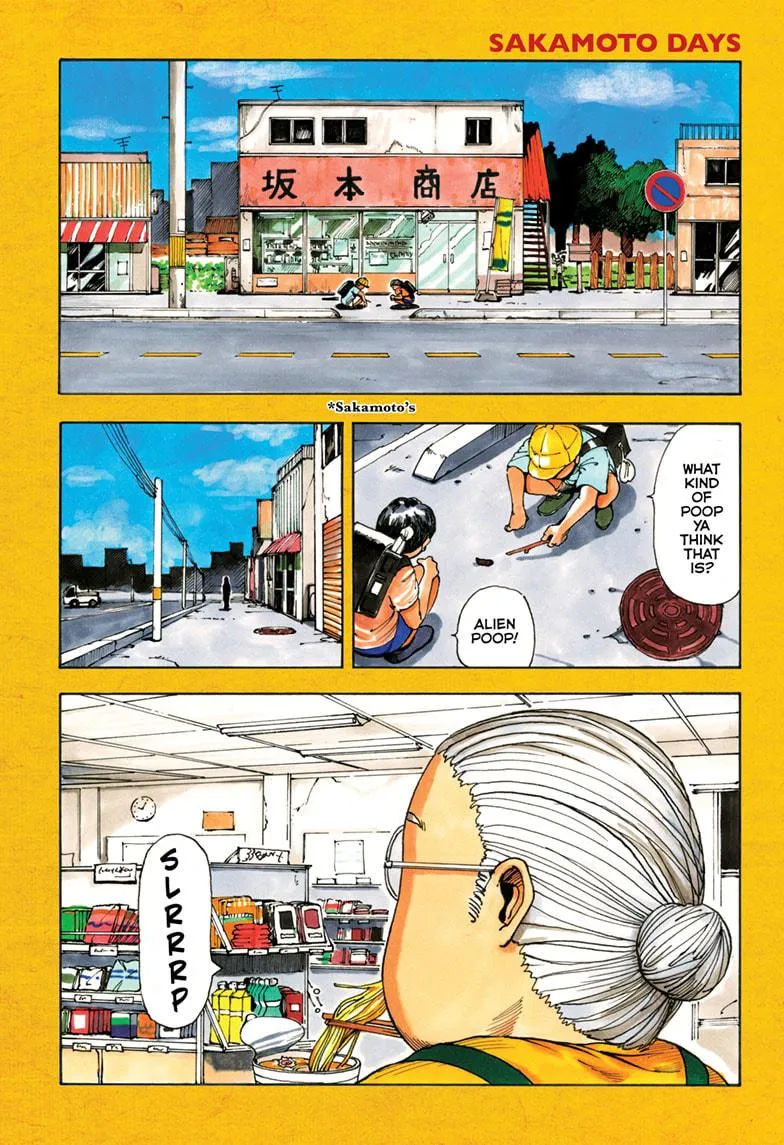 SAKAMOTO DAYS
坂本商店
*Sakamoto's
WHAT
KIND
OF
POOP
YA
THINK
THAT
IS?
ALIEN
POOP!
SLRRRP